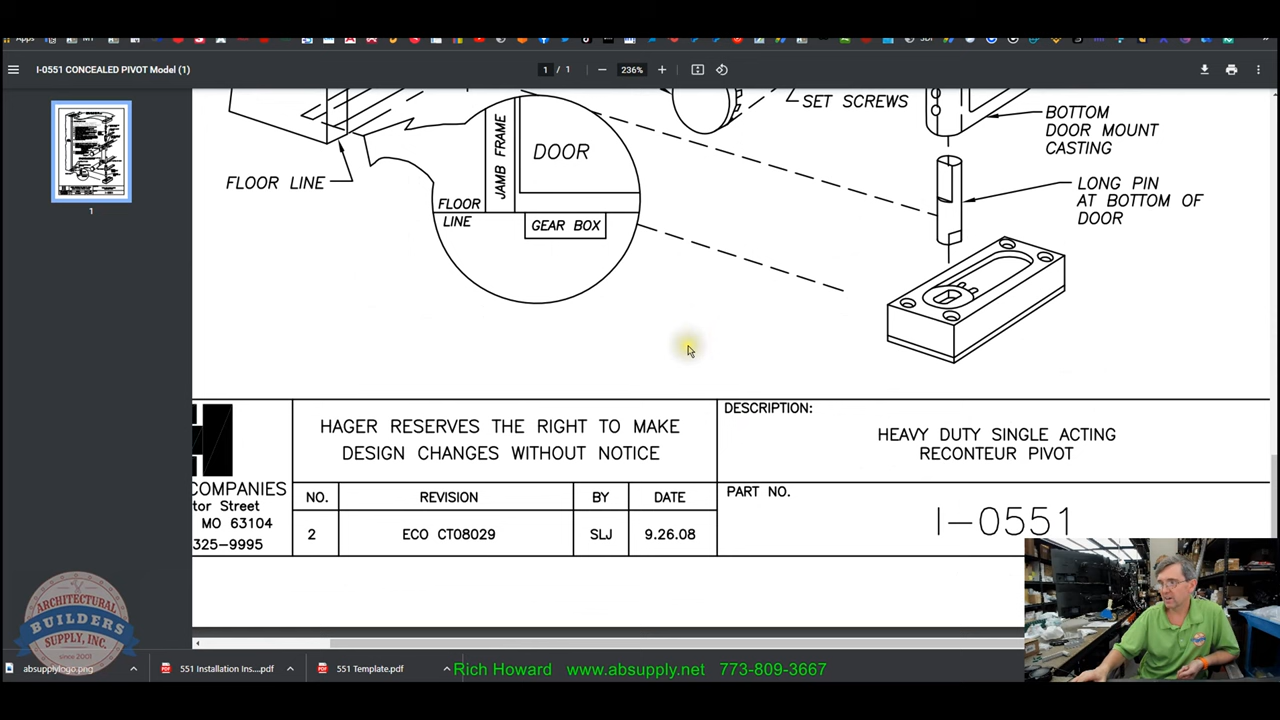 Apps
I-0551 CONCEALED PIVOT Model (1)
1 / 1
236%
1
SET SCREWS
BOTTOM
DOOR MOUNT
CASTING
FLOOR LINE
JAMB FRAME
DOOR
FLOOR
LINE
GEAR BOX
LONG PIN
AT BOTTOM OF
DOOR
COMPANIES
tor Street
MO 63104
325-9995
HAGER RESERVES THE RIGHT TO MAKE
DESIGN CHANGES WITHOUT NOTICE
NO. REVISION BY DATE
2 ECO CT08029 SLJ 9.26.08
DESCRIPTION:
HEAVY DUTY SINGLE ACTING
RECONTEUR PIVOT
PART NO.
I-0551
ARCHITECTURAL
BUILDERS
SUPPLY, INC.
since 2001
absupplylogo.png
551 Installation Ins....pdf
551 Template.pdf
Rich Howard www.absupply.net 773-809-3667